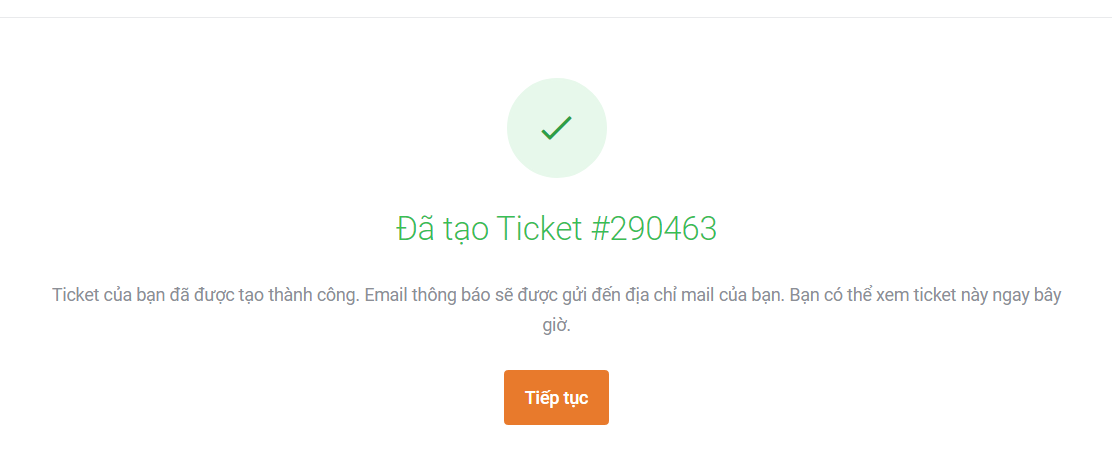 Đã tạo Ticket #290463
Ticket của bạn đã được tạo thành công. Email thông báo sẽ được gửi đến địa chỉ mail của bạn. Bạn có thể xem ticket này ngay bây
giờ.
Tiếp tục